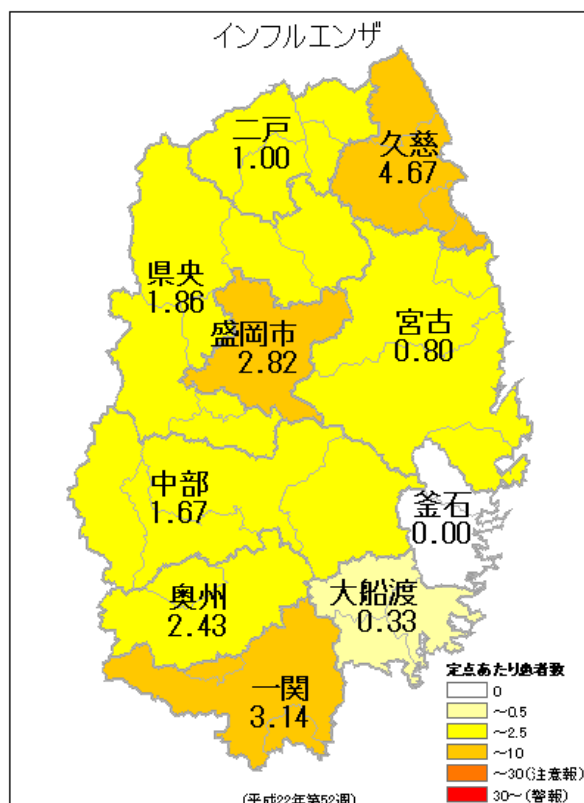 インフルエンザ
二戸
1.00
久慈
4.67
県央
1.86
盛岡市
2.82
宮古
0.80
中部
1.67
釜石
0.00
奥州
2.43
大船渡
0.33
一関
3.14
定点あたり患者数
0
～0.5
～2.5
～10
～30(注意報)
30～(警報)
(平成22年第52週)